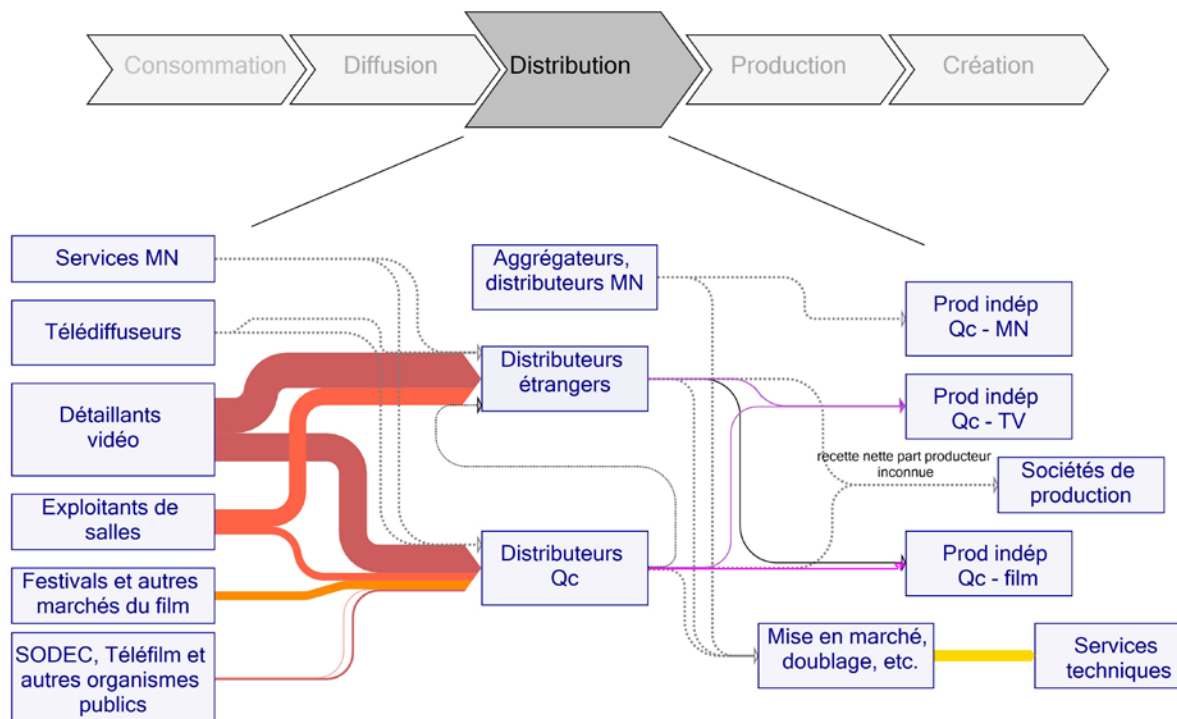 Consommation
Diffusion
Distribution
Production
Création
Services MN
Télédiffuseurs
Détaillants
vidéo
Exploitants de
salles
Festivals et autres
marchés du film
SODEC, Téléfilm et
autres organismes
publics
Aggrégateurs,
distributeurs MN
Distributeurs
étrangers
Distributeurs
Qc
Prod indép
Qc - MN
Prod indép
Qc - TV
recette nette part producteur
inconnue
Sociétés de
production
Prod indép
Qc - film
Mise en marché,
doublage, etc.
Services
techniques